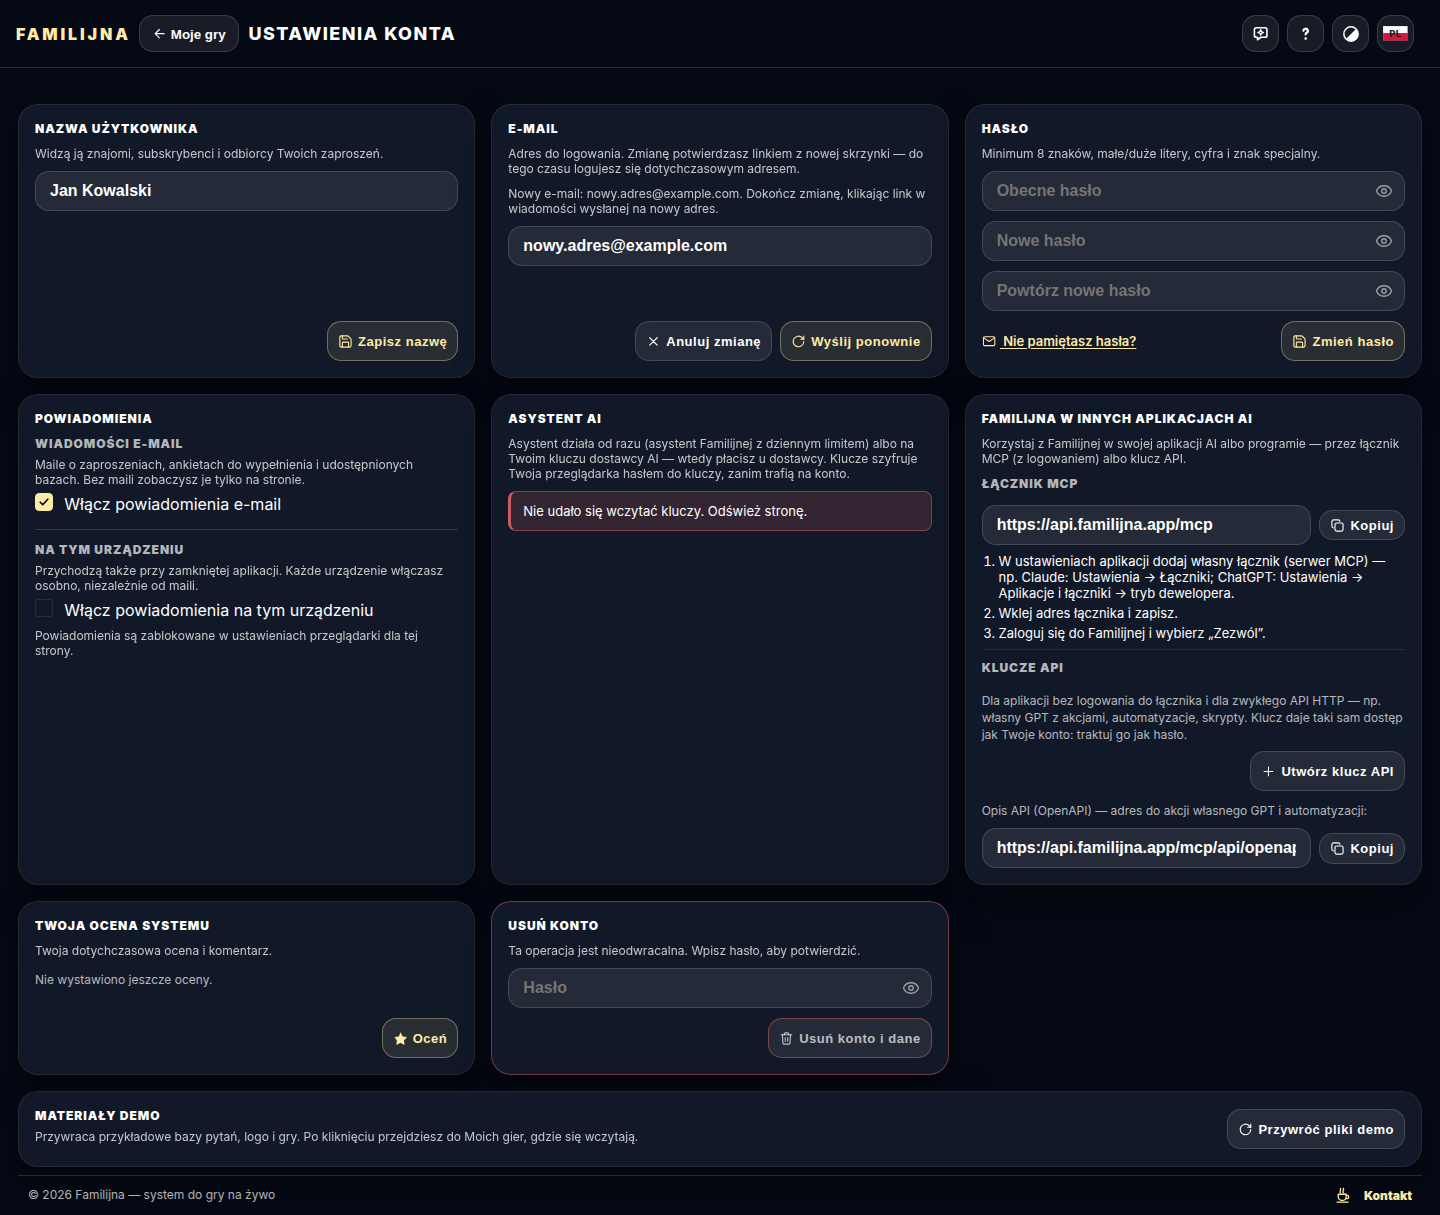 FAMILIJNA
Moje gry
USTAWIENIA KONTA
?
PL
NAZWA UŻYTKOWNIKA
Widzą ją znajomi, subskrybenci i odbiorcy Twoich zaproszeń.
Jan Kowalski
Zapisz nazwę
E-MAIL
Adres do logowania. Zmianę potwierdzasz linkiem z nowej skrzynki — do
tego czasu logujesz się dotychczasowym adresem.
Nowy e-mail: nowy.adres@example.com. Dokończ zmianę, klikając link w
wiadomości wysłanej na nowy adres.
nowy.adres@example.com
Anuluj zmianę
Wyślij ponownie
HASŁO
Minimum 8 znaków, małe/duże litery, cyfra i znak specjalny.
Obecne hasło
Nowe hasło
Powtórz nowe hasło
Nie pamiętasz hasła?
Zmień hasło
POWIADOMIENIA
WIADOMOŚCI E-MAIL
Maile o zaproszeniach, ankietach do wypełnienia i udostępnionych
bazach. Bez maili zobaczysz je tylko na stronie.
Włącz powiadomienia e-mail
NA TYM URZĄDZENIU
Przychodzą także przy zamkniętej aplikacji. Każde urządzenie włączasz
osobno, niezależnie od maili.
Włącz powiadomienia na tym urządzeniu
Powiadomienia są zablokowane w ustawieniach przeglądarki dla tej
strony.
ASYSTENT AI
Asystent działa od razu (asystent Familijnej z dziennym limitem) albo na
Twoim kluczu dostawcy AI — wtedy płacisz u dostawcy. Klucze szyfruje
Twoja przeglądarka hasłem do kluczy, zanim trafią na konto.
Nie udało się wczytać kluczy. Odśwież stronę.
FAMILIJNA W INNYCH APLIKACJACH AI
Korzystaj z Familijnej w swojej aplikacji AI albo programie — przez łącznik
MCP (z logowaniem) albo klucz API.
ŁĄCZNIK MCP
https://api.familijna.app/mcp
Kopiuj
1. W ustawieniach aplikacji dodaj własny łącznik (serwer MCP) —
np. Claude: Ustawienia → Łączniki; ChatGPT: Ustawienia →
Aplikacje i łączniki → tryb dewelopera.
2. Wklej adres łącznika i zapisz.
3. Zaloguj się do Familijnej i wybierz „Zezwól”.
KLUCZE API
Dla aplikacji bez logowania do łącznika i dla zwykłego API HTTP — np.
własny GPT z akcjami, automatyzacje, skrypty. Klucz daje taki sam dostęp
jak Twoje konto: traktuj go jak hasło.
Utwórz klucz API
Opis API (OpenAPI) — adres do akcji własnego GPT i automatyzacji:
https://api.familijna.app/mcp/api/openap
Kopiuj
TWOJA OCENA SYSTEMU
Twoja dotychczasowa ocena i komentarz.
Nie wystawiono jeszcze oceny.
Oceń
USUŃ KONTO
Ta operacja jest nieodwracalna. Wpisz hasło, aby potwierdzić.
Hasło
Usuń konto i dane
MATERIAŁY DEMO
Przywraca przykładowe bazy pytań, logo i gry. Po kliknięciu przejdziesz do Moich gier, gdzie się wczytają.
Przywróć pliki demo
© 2026 Familijna — system do gry na żywo
Kontakt